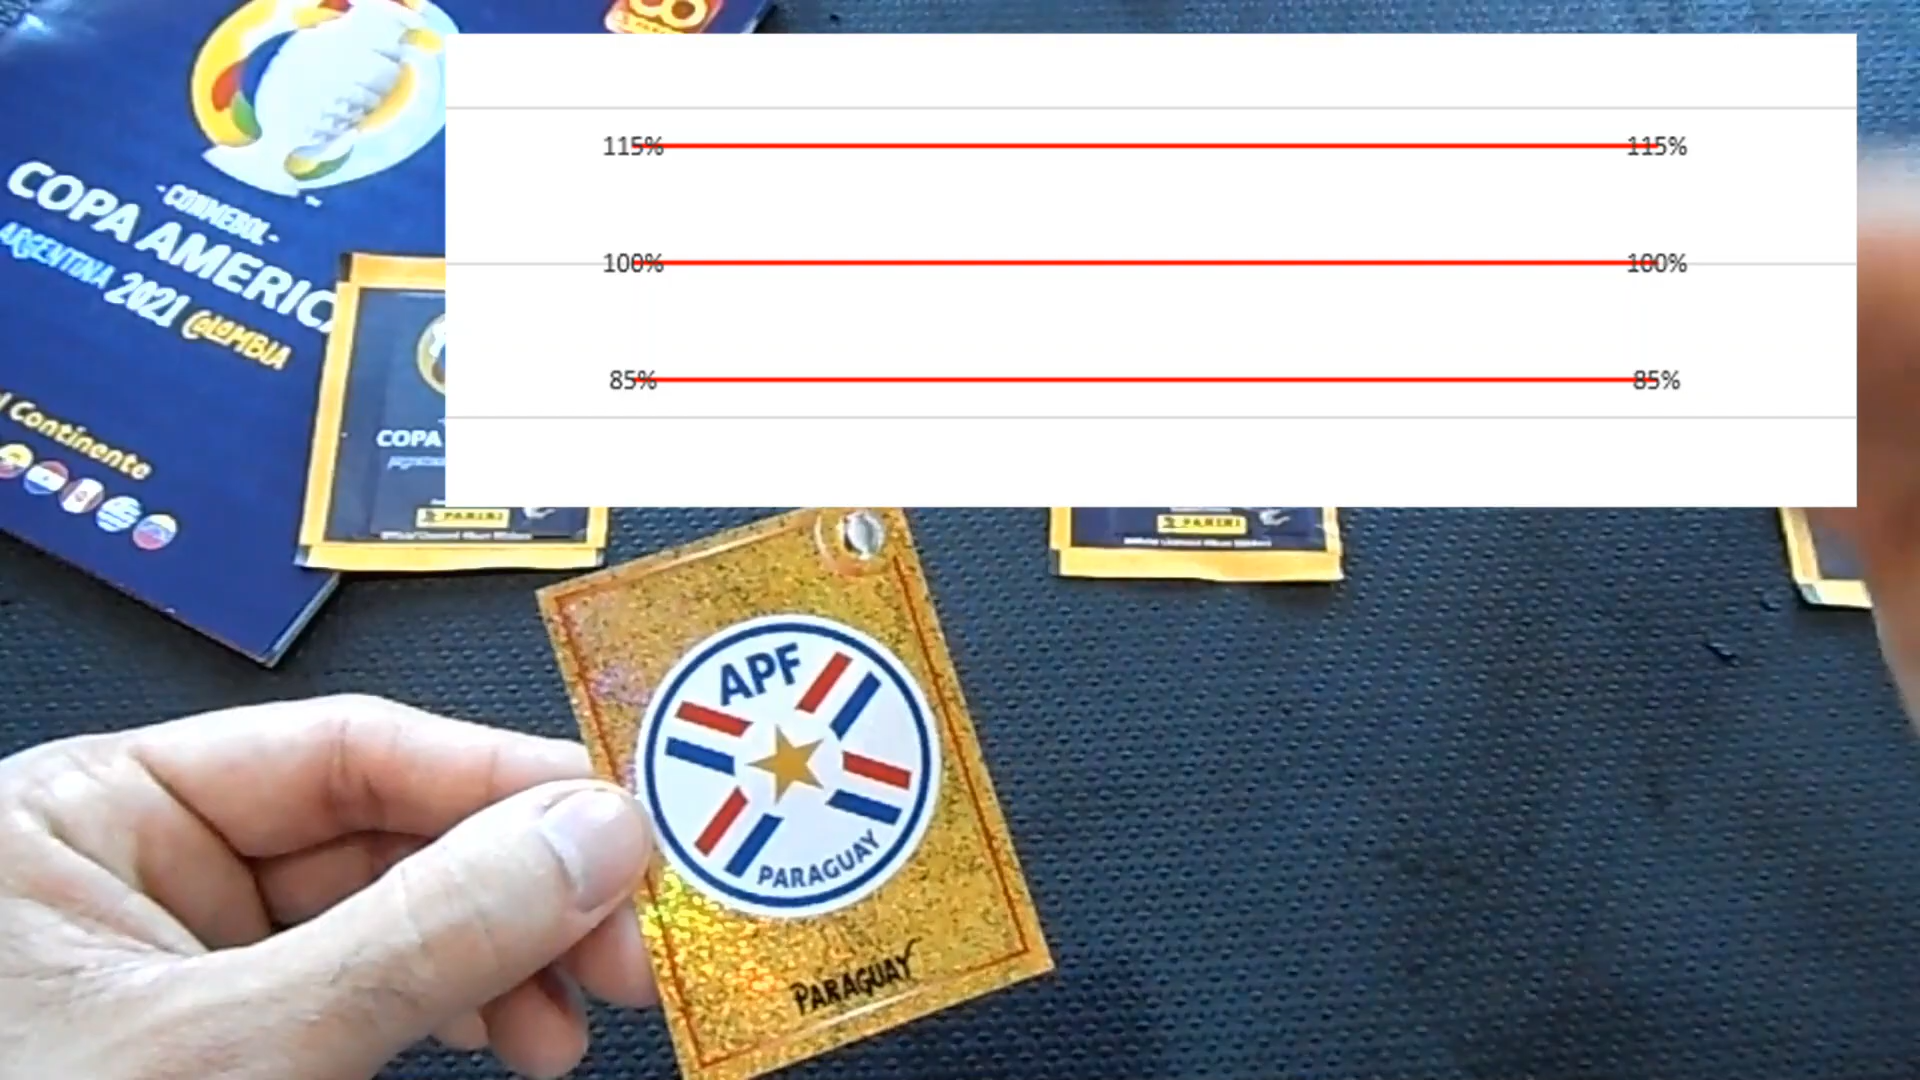 -CONMEBOL-
COPA AMERICA
ARGENTINA 2021 COLOMBIA
Continente
115% 115%
100% 100%
85% 85%
COPA
PANINI
PANINI
APF
PARAGUAY
PARAGUAY